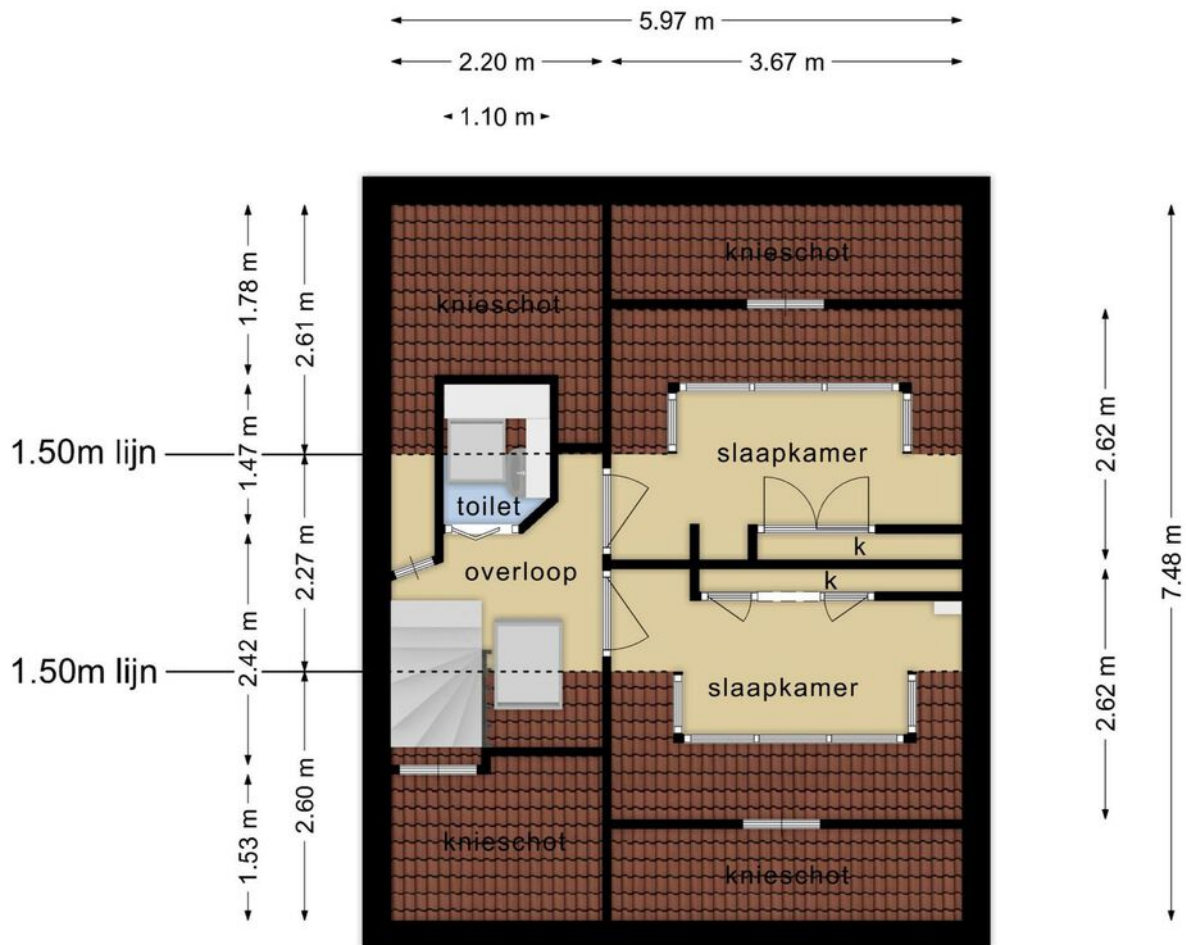 5.97 m
2.20 m
3.67 m
1.10 m
1.78 m
2.61 m
1.47 m
2.27 m
2.42 m
2.60 m
1.53 m
1.50m lijn
1.50m lijn
knieschot
knieschot
slaapkamer
toilet
k
overloop
k
slaapkamer
knieschot
knieschot
2.62 m
2.62 m
7.48 m